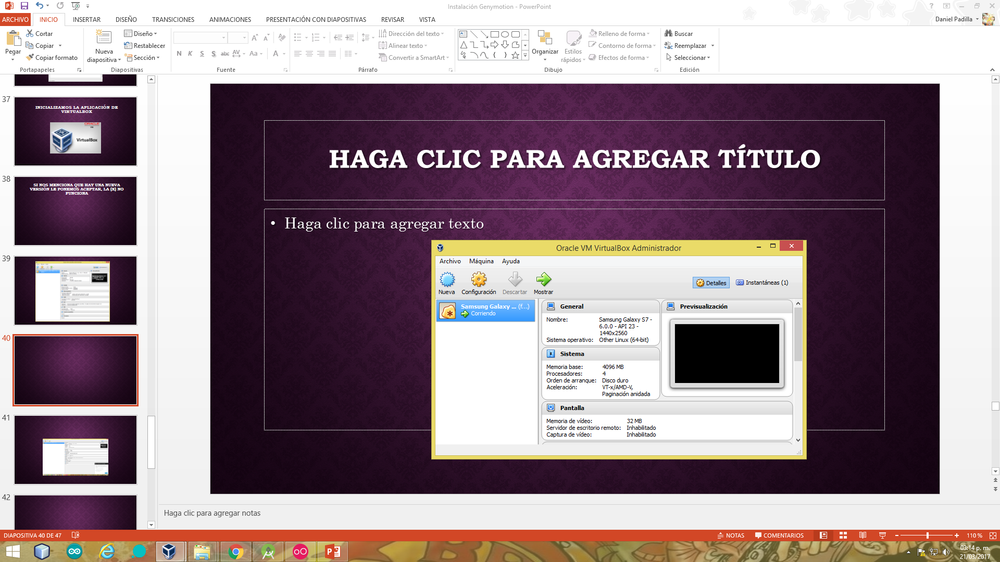 Instalación Genymotion - PowerPoint
ARCHIVO INICIO INSERTAR DISEÑO TRANSICIONES ANIMACIONES PRESENTACIÓN CON DIAPOSITIVAS REVISAR VISTA
Daniel Padilla
Pegar
Cortar
Copiar
Copiar formato
Portapapeles
Nueva diapositiva
Diseño
Restablecer
Sección
Diapositivas
N K S S abc AV Aa A
Fuente
Dirección del texto
Alinear texto
Convertir a SmartArt
Párrafo
Organizar
Estilos rápidos
Relleno de forma
Contorno de forma
Efectos de forma
Dibujo
Buscar
Reemplazar
Seleccionar
Edición
37
INICIALIZAMOS LA APLICACIÓN DE
VIRTUALBOX
ORACLE
VM
VirtualBox
38
SI NOS MENCIONA QUE HAY UNA NUEVA
VERSIÓN LE PONEMOS ACEPTAR, LA (X) NO
FUNCIONA
39
40
41
42
HAGA CLIC PARA AGREGAR TÍTULO
• Haga clic para agregar texto
Oracle VM VirtualBox Administrador
Archivo Máquina Ayuda
Nueva Configuración Descartar Mostrar
Detalles Instantáneas (1)
Samsung Galaxy ... (f...)
Corriendo
General
Nombre: Samsung Galaxy S7 -
6.0.0 - API 23 -
1440x2560
Sistema operativo: Other Linux (64-bit)
Previsualización
Sistema
Memoria base: 4096 MB
Procesadores: 4
Orden de arranque: Disco duro
Aceleración: VT-x/AMD-V,
Paginación anidada
Pantalla
Memoria de vídeo: 32 MB
Servidor de escritorio remoto: Inhabilitado
Captura de vídeo: Inhabilitado
Haga clic para agregar notas
DIAPOSITIVA 40 DE 47
NOTAS COMENTARIOS 110 %
03:14 p. m.
21/03/2017